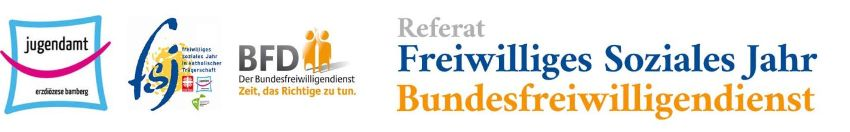 jugendamt
erzdiözese bamberg
fsj
freiwilliges
soziales Jahr
in katholischer
Trägerschaft
jugendamt
BFD
Der Bundesfreiwilligendienst
Zeit, das Richtige zu tun.
Referat
Freiwilliges Soziales Jahr
Bundesfreiwilligendienst